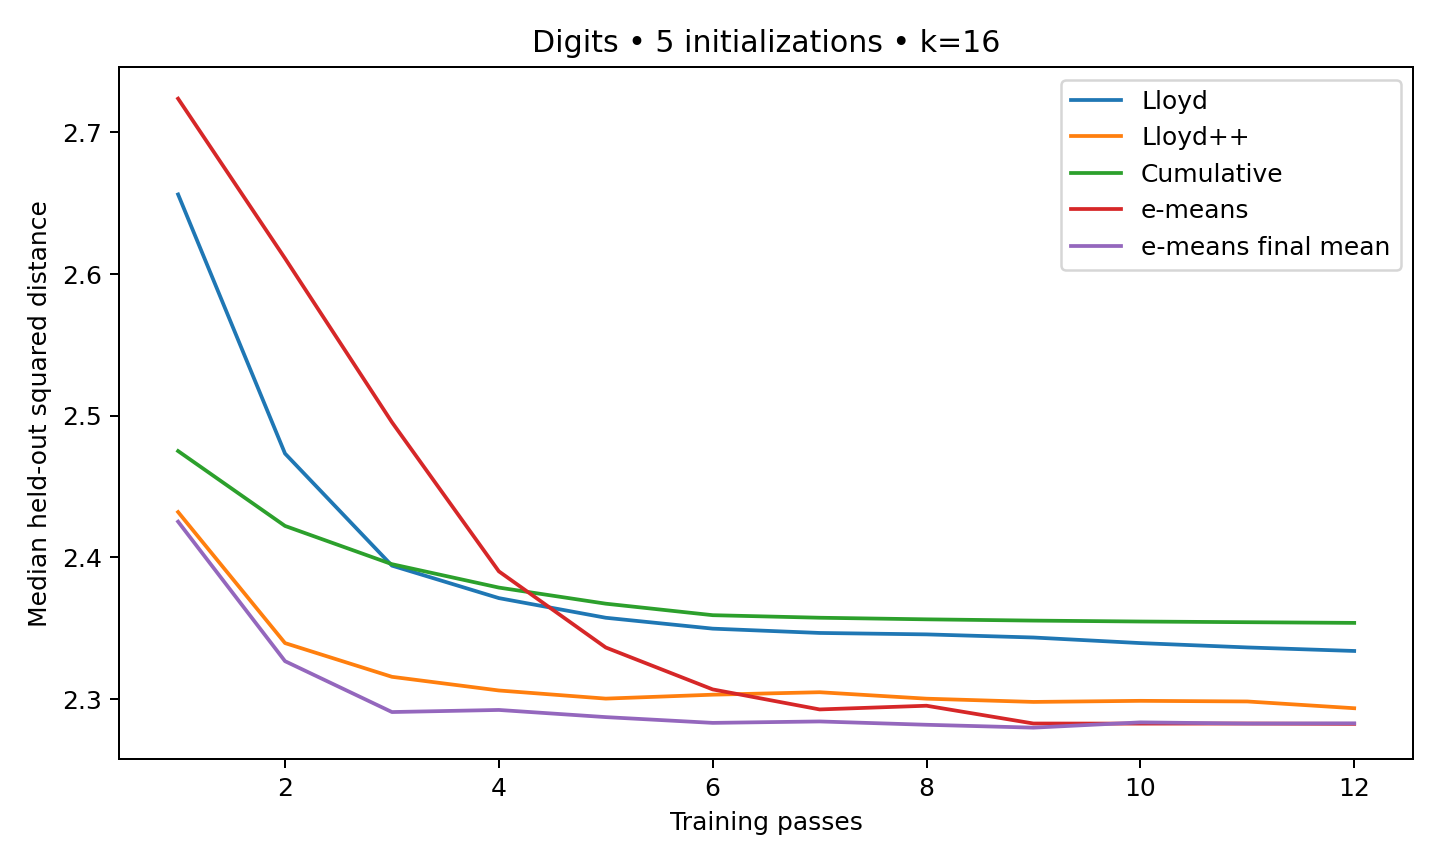 Digits • 5 initializations • k=16
Lloyd
Lloyd++
Cumulative
e-means
e-means final mean
Median held-out squared distance
2.7
2.6
2.5
2.4
2.3
2 4 6 8 10 12
Training passes